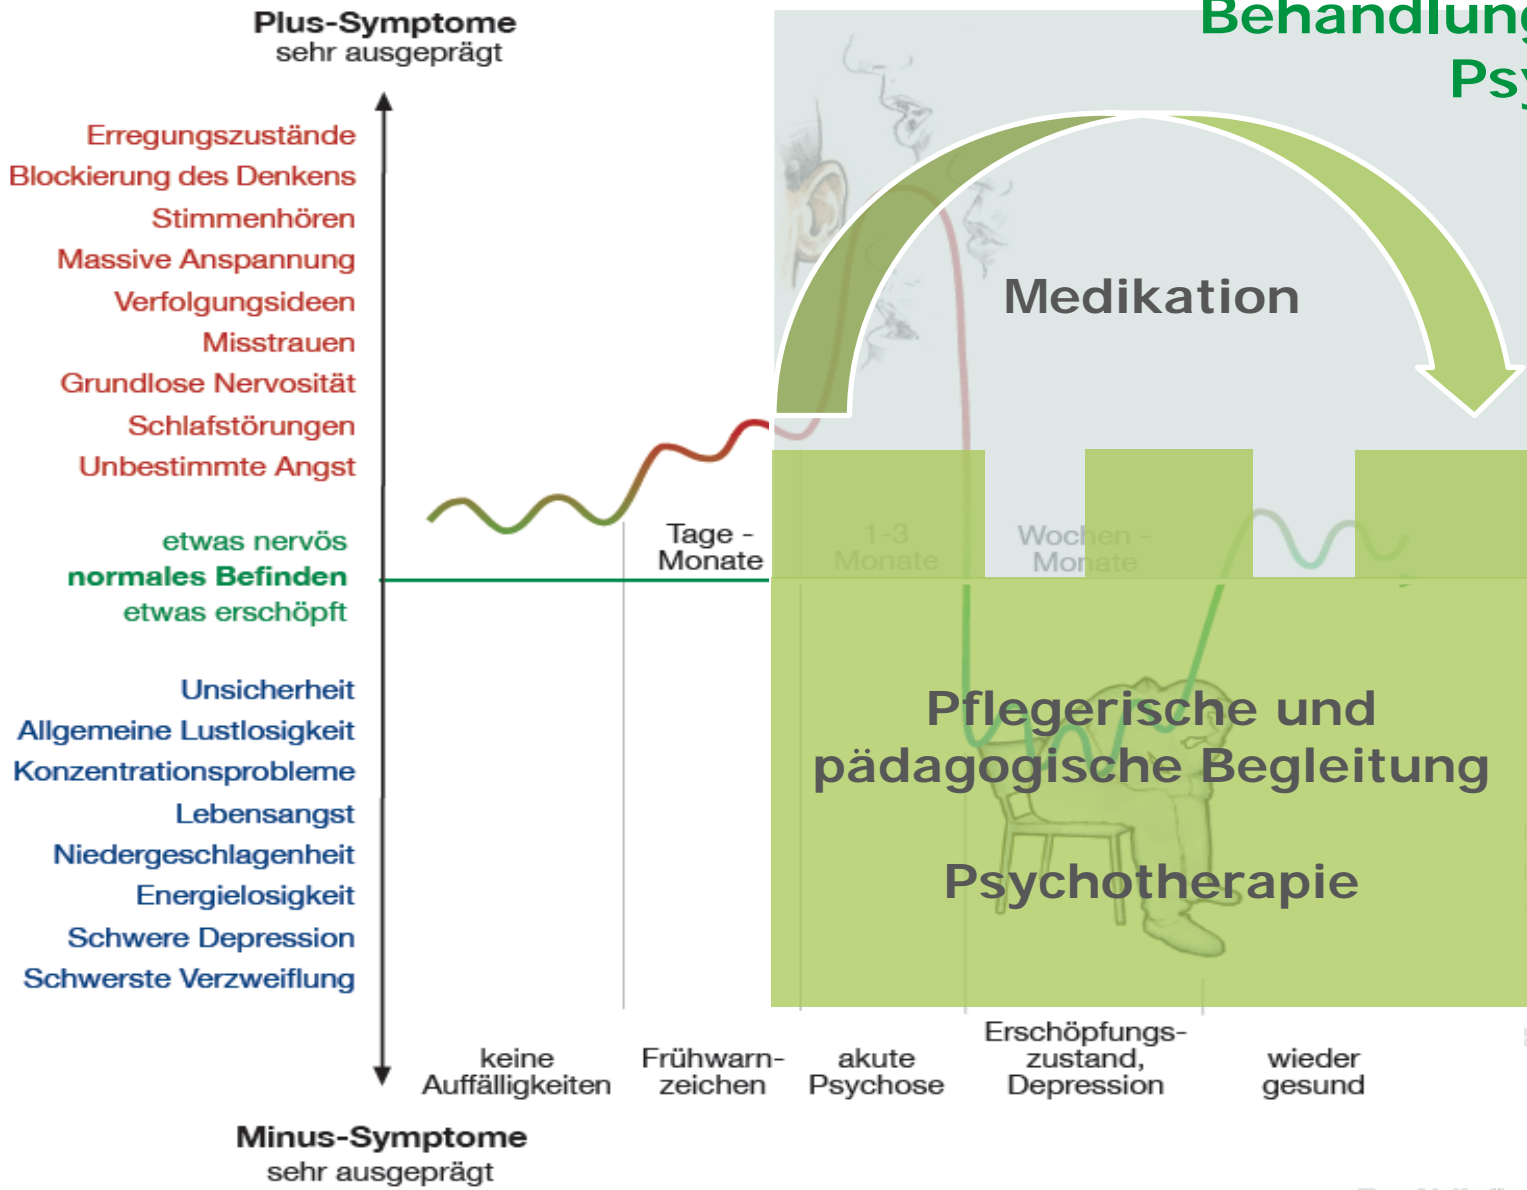 Plus-Symptome
sehr ausgeprägt
Behandlung
Psy
Erregungszustände
Blockierung des Denkens
Stimmenhören
Massive Anspannung
Verfolgungsideen
Misstrauen
Grundlose Nervosität
Schlafstörungen
Unbestimmte Angst
etwas nervös
normales Befinden
etwas erschöpft
Unsicherheit
Allgemeine Lustlosigkeit
Konzentrationsprobleme
Lebensangst
Niedergeschlagenheit
Energielosigkeit
Schwere Depression
Schwerste Verzweiflung
Medikation
Tage -
Monate
1-3
Monate
Wochen -
Monate
Pflegerische und
pädagogische Begleitung
Psychotherapie
keine
Auffälligkeiten
Frühwarn-
zeichen
akute
Psychose
Erschöpfungs-
zustand,
Depression
wieder
gesund
Minus-Symptome
sehr ausgeprägt